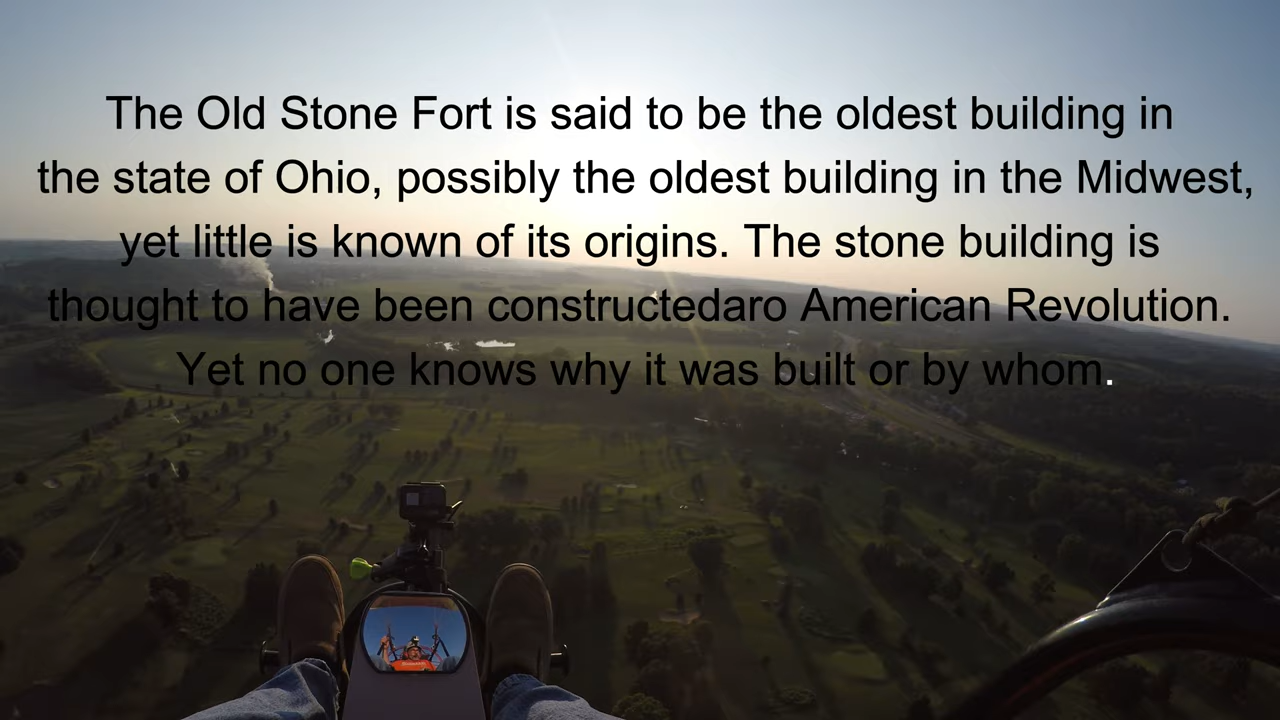 The Old Stone Fort is said to be the oldest building in
the state of Ohio, possibly the oldest building in the Midwest,
yet little is known of its origins. The stone building is
thought to have been constructedaro American Revolution.
Yet no one knows why it was built or by whom.